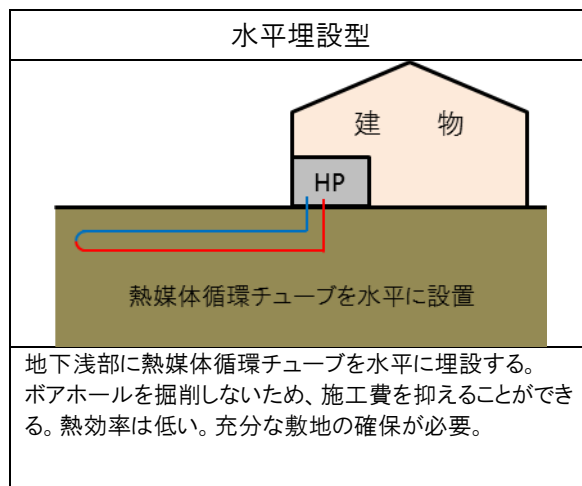 水平埋設型
建　物
HP
熱媒体循環チューブを水平に設置
地下浅部に熱媒体循環チューブを水平に埋設する。
ボアホールを掘削しないため、施工費を抑えることができ
る。熱効率は低い。充分な敷地の確保が必要。